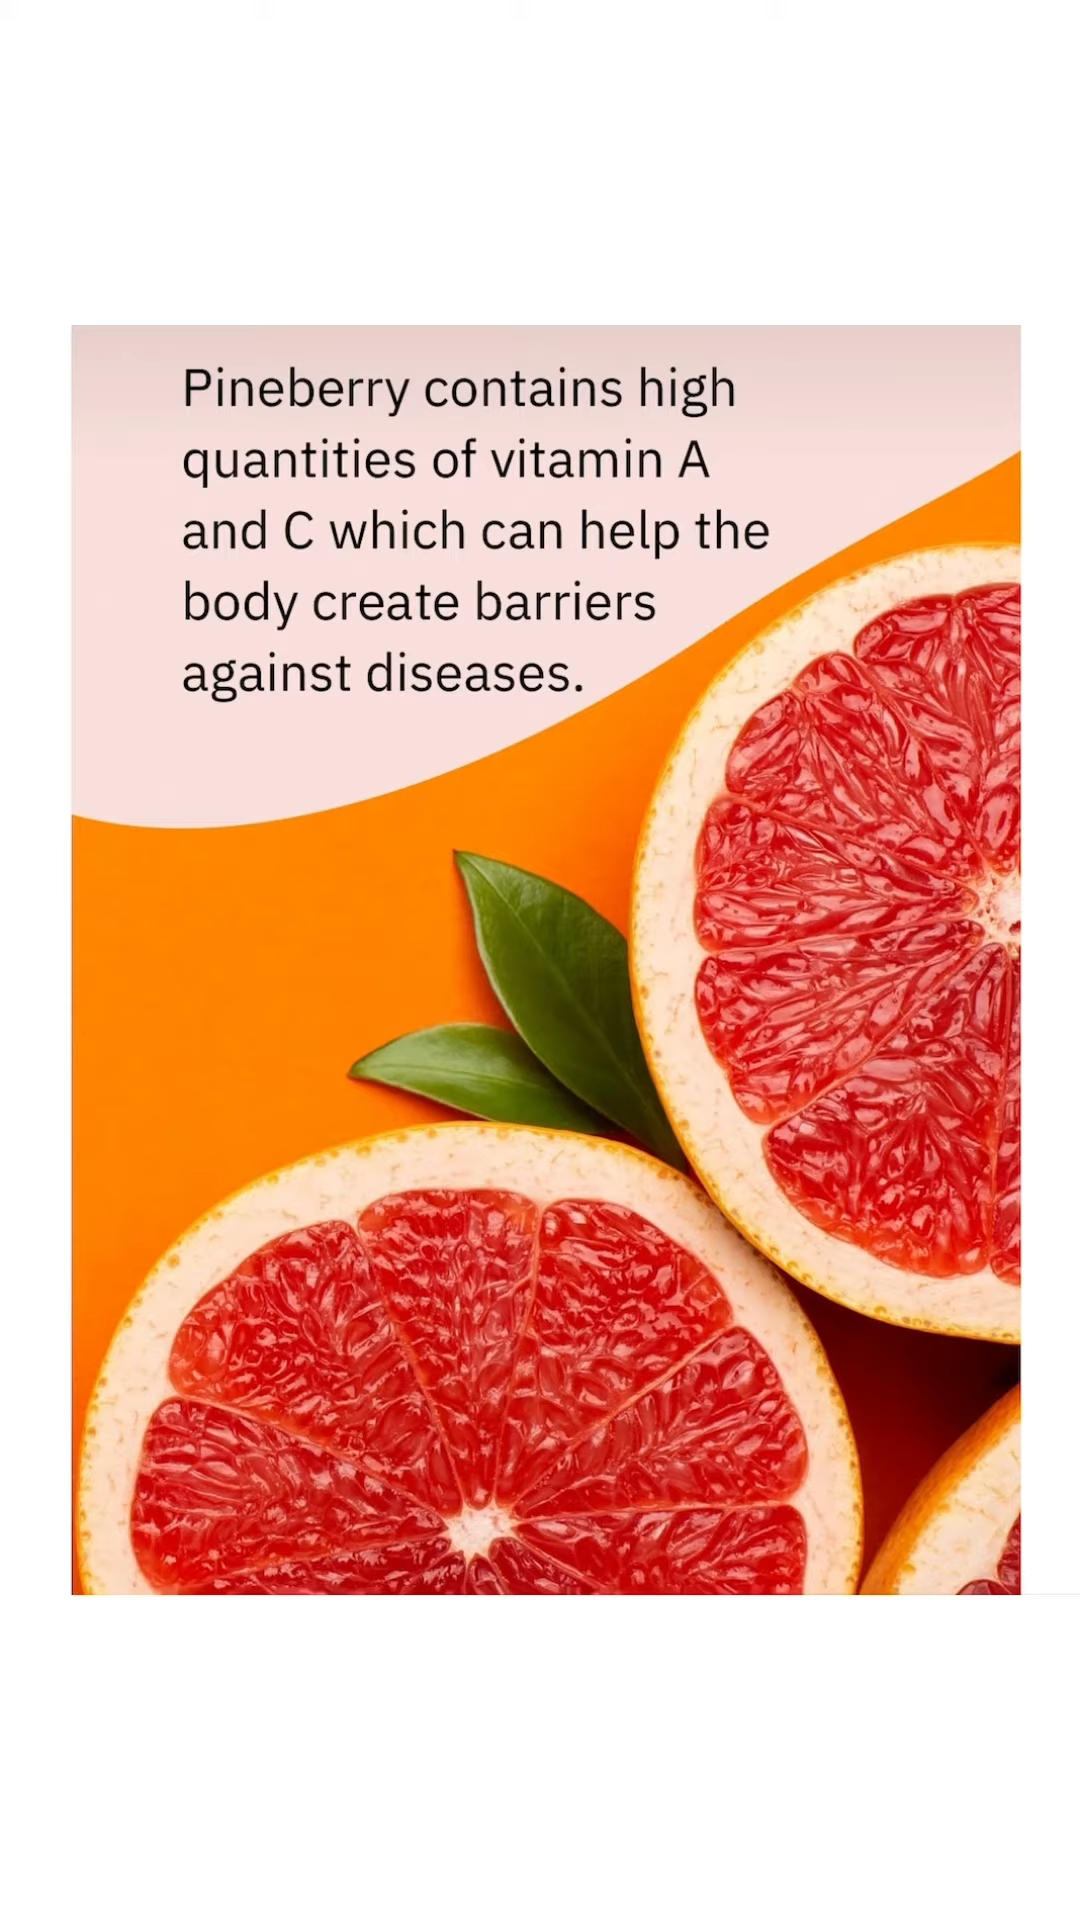 Pineberry contains high
quantities of vitamin A
and C which can help the
body create barriers
against diseases.